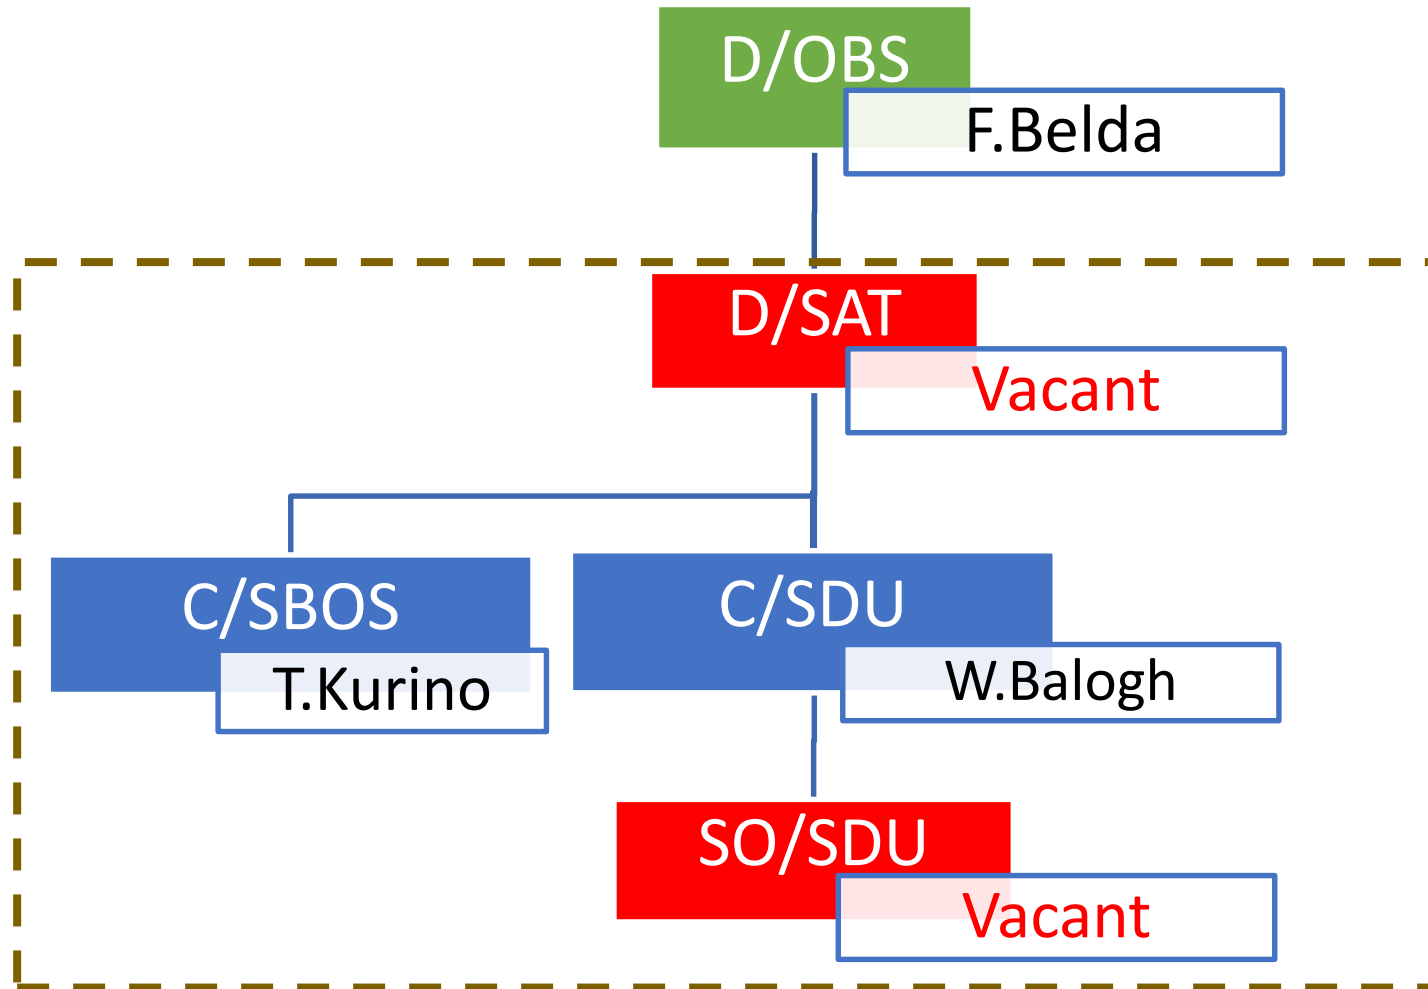 D/OBS
F.Belda
D/SAT
Vacant
C/SBOS
T.Kurino
C/SDU
W.Balogh
SO/SDU
Vacant